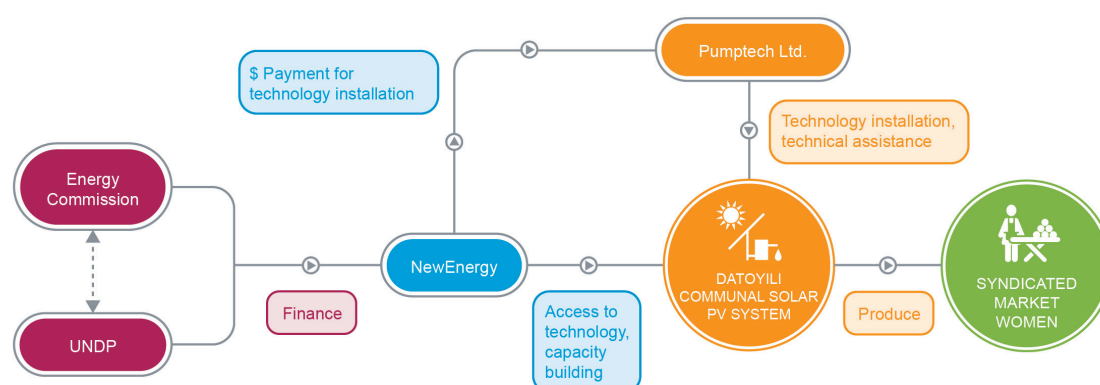 Pumptech Ltd.
$ Payment for
technology installation
Technology installation,
technical assistance
Energy
Commission
NewEnergy
DATOYILI
COMMUNAL SOLAR
PV SYSTEM
SYNDICATED
MARKET
WOMEN
Finance
Access to
technology,
capacity
building
Produce
UNDP